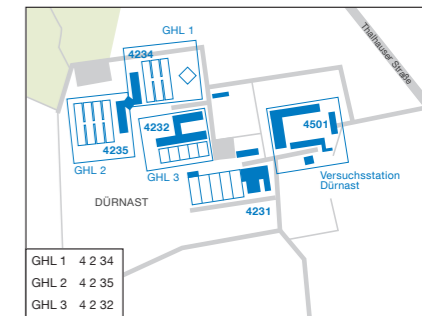 GHL 1
Thalhauser Straße
4234
4232
4501
4235
GHL 2
GHL 3
Versuchsstation
Dürnast
DÜRNAST
4231
GHL 1 4 2 34
GHL 2 4 2 35
GHL 3 4 2 32